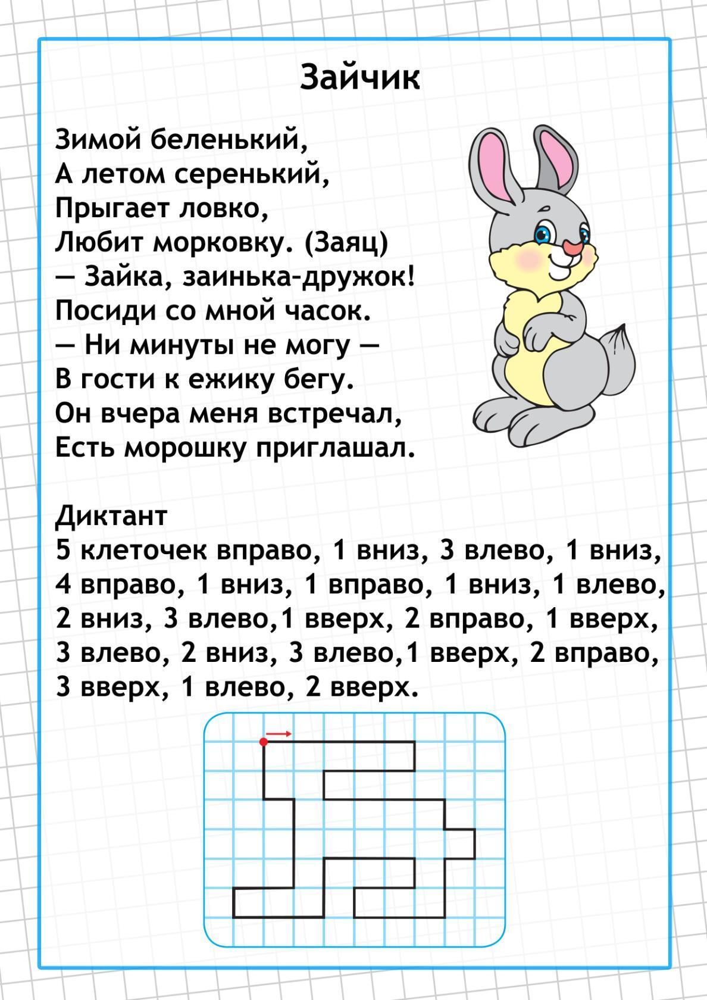 Зайчик
Зимой беленький,
А летом серенький,
Прыгает ловко,
Любит морковку. (Заяц)
— Зайка, заинька-дружок!
Посиди со мной часок.
— Ни минуты не могу —
В гости к ежику бегу.
Он вчера меня встречал,
Есть морошку приглашал.
Диктант
5 клеточек вправо, 1 вниз, 3 влево, 1 вниз,
4 вправо, 1 вниз, 1 вправо, 1 вниз, 1 влево,
2 вниз, 3 влево,1 вверх, 2 вправо, 1 вверх,
3 влево, 2 вниз, 3 влево,1 вверх, 2 вправо,
3 вверх, 1 влево, 2 вверх.